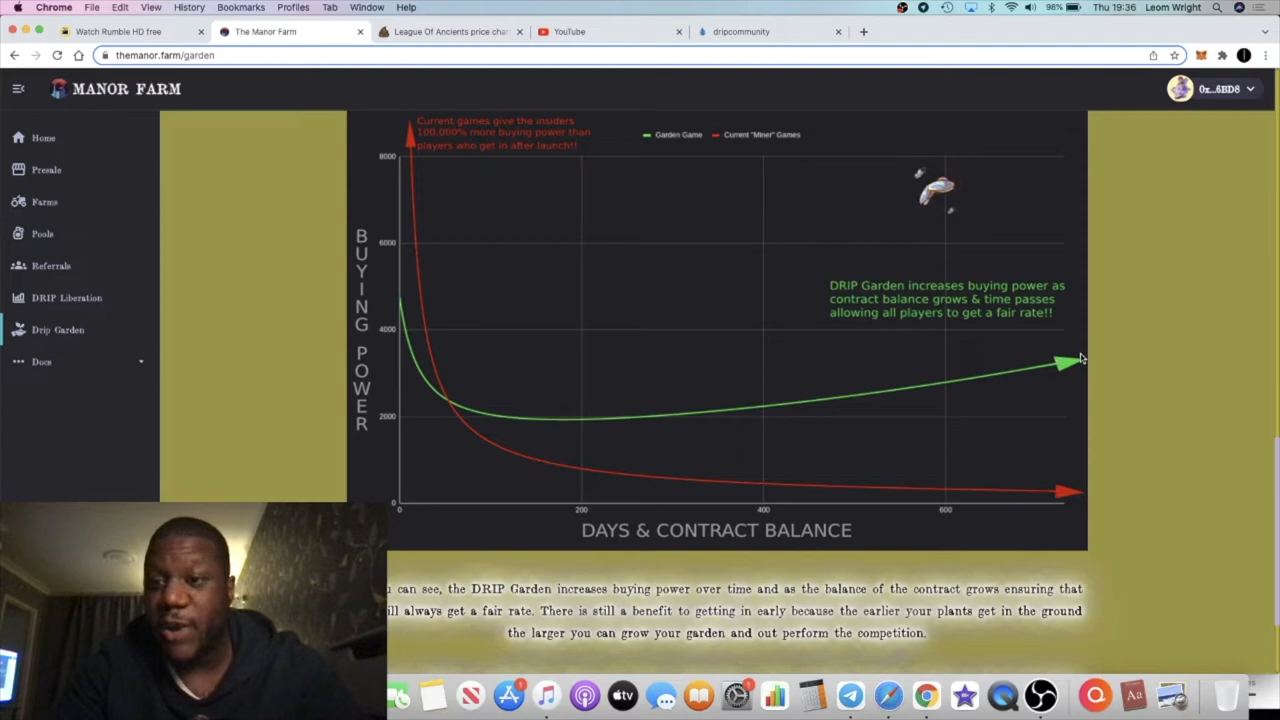 Chrome File Edit View History Bookmarks Profiles Tab Window Help 98% Thu 19:36 Leom Wright
Watch Rumble HD free
The Manor Farm
League Of Ancients price char
YouTube
dripcommunity
themanor.farm/garden
MANOR FARM
0x...6BD8
Home
Presale
Farms
Pools
Referrals
DRIP Liberation
Drip Garden
Docs
Current games give the insiders
100,000% more buying power than
players who get in after launch!!
Garden Game Current "Miner" Games
8000
6000
4000
2000
0
BUYING POWER
DRIP Garden increases buying power as
contract balance grows & time passes
allowing all players to get a fair rate!!
0 200 400 600
DAYS & CONTRACT BALANCE
can see, the DRIP Garden increases buying power over time and as the balance of the contract grows ensuring that
always get a fair rate. There is still a benefit to getting in early because the earlier your plants get in the ground
the larger you can grow your garden and out perform the competition.
1
tv
1
Aa